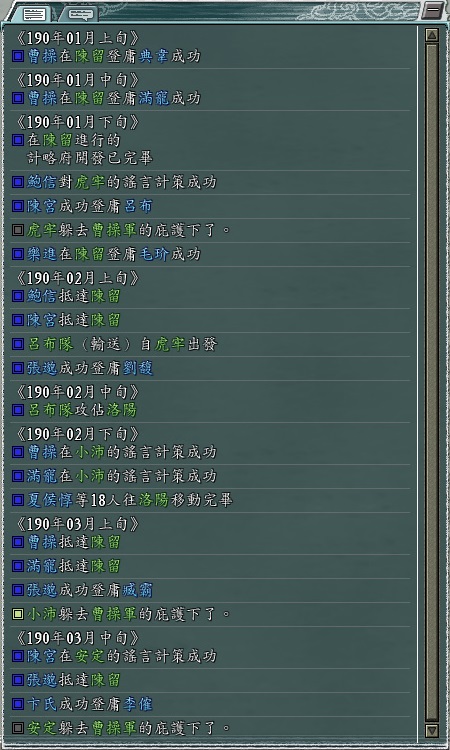 《190年01月上旬》
曹操在陳留登庸典韋成功
《190年01月中旬》
曹操在陳留登庸滿寵成功
《190年01月下旬》
在陳留進行的
計略府開發已完畢
鮑信對虎牢的謠言計策成功
陳宮成功登庸呂布
虎牢躲去曹操軍的庇護下了。
樂進在陳留登庸毛玠成功
《190年02月上旬》
鮑信抵達陳留
陳宮抵達陳留
呂布隊（輸送）自虎牢出發
張邈成功登庸劉馥
《190年02月中旬》
呂布隊攻佔洛陽
《190年02月下旬》
曹操在小沛的謠言計策成功
滿寵在小沛的謠言計策成功
夏侯惇等18人往洛陽移動完畢
《190年03月上旬》
曹操抵達陳留
滿寵抵達陳留
張邈成功登庸臧霸
小沛躲去曹操軍的庇護下了。
《190年03月中旬》
陳宮在安定的謠言計策成功
張邈抵達陳留
卞氏成功登庸李傕
安定躲去曹操軍的庇護下了。